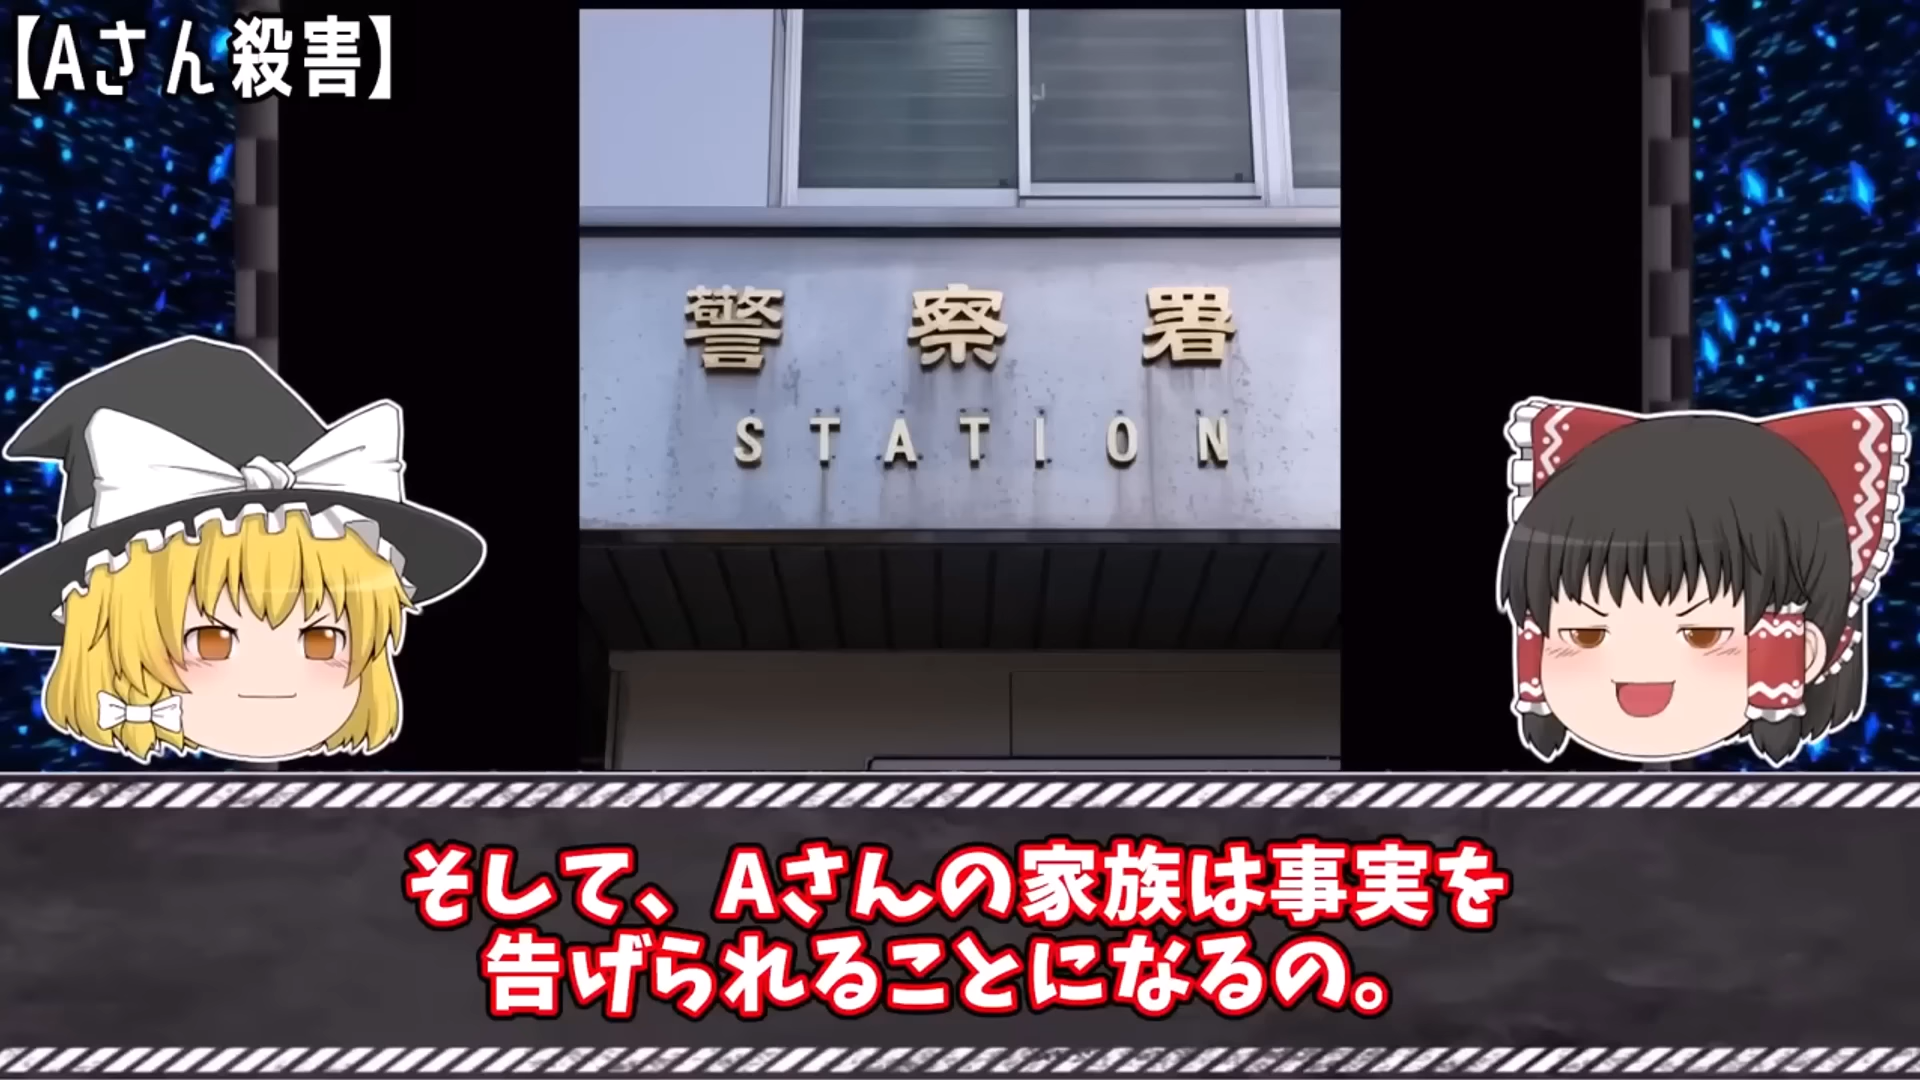 【Aさん殺害】
警察署
STATION
そして、Aさんの家族は事実を
告げられることになるの。